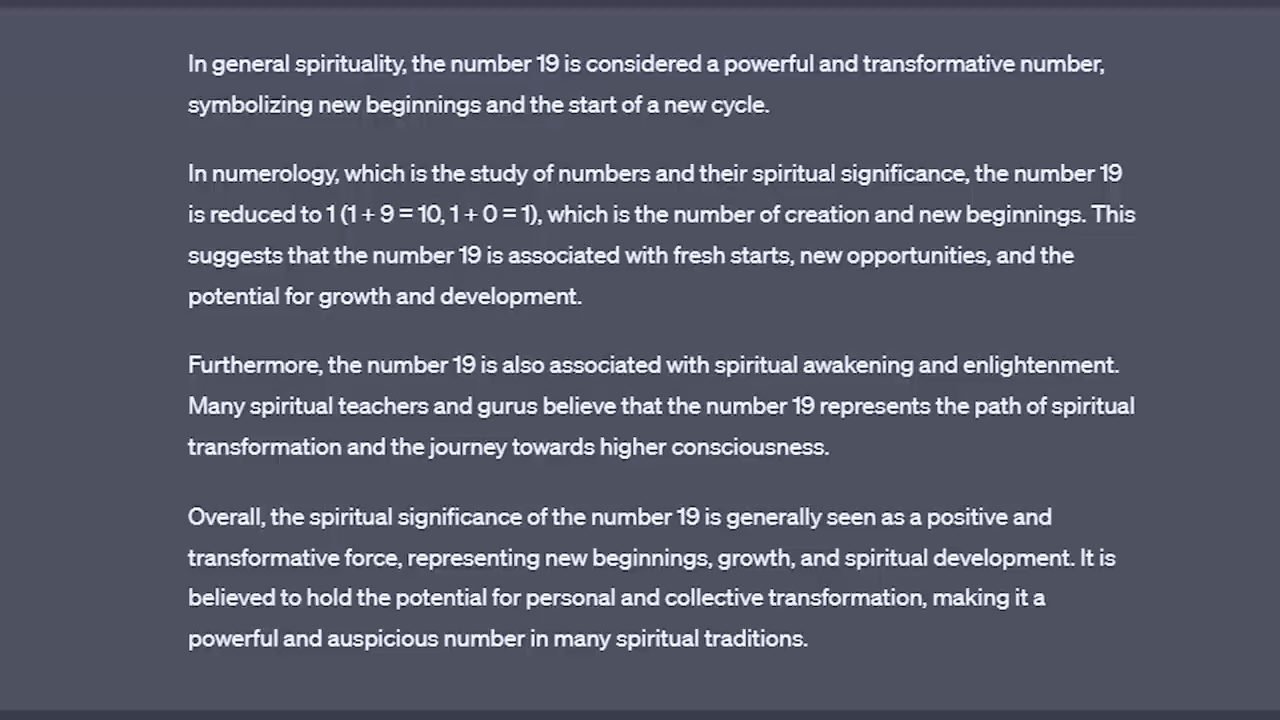 In general spirituality, the number 19 is considered a powerful and transformative number,
symbolizing new beginnings and the start of a new cycle.
In numerology, which is the study of numbers and their spiritual significance, the number 19
is reduced to 1 (1 + 9 = 10, 1 + 0 = 1), which is the number of creation and new beginnings. This
suggests that the number 19 is associated with fresh starts, new opportunities, and the
potential for growth and development.
Furthermore, the number 19 is also associated with spiritual awakening and enlightenment.
Many spiritual teachers and gurus believe that the number 19 represents the path of spiritual
transformation and the journey towards higher consciousness.
Overall, the spiritual significance of the number 19 is generally seen as a positive and
transformative force, representing new beginnings, growth, and spiritual development. It is
believed to hold the potential for personal and collective transformation, making it a
powerful and auspicious number in many spiritual traditions.